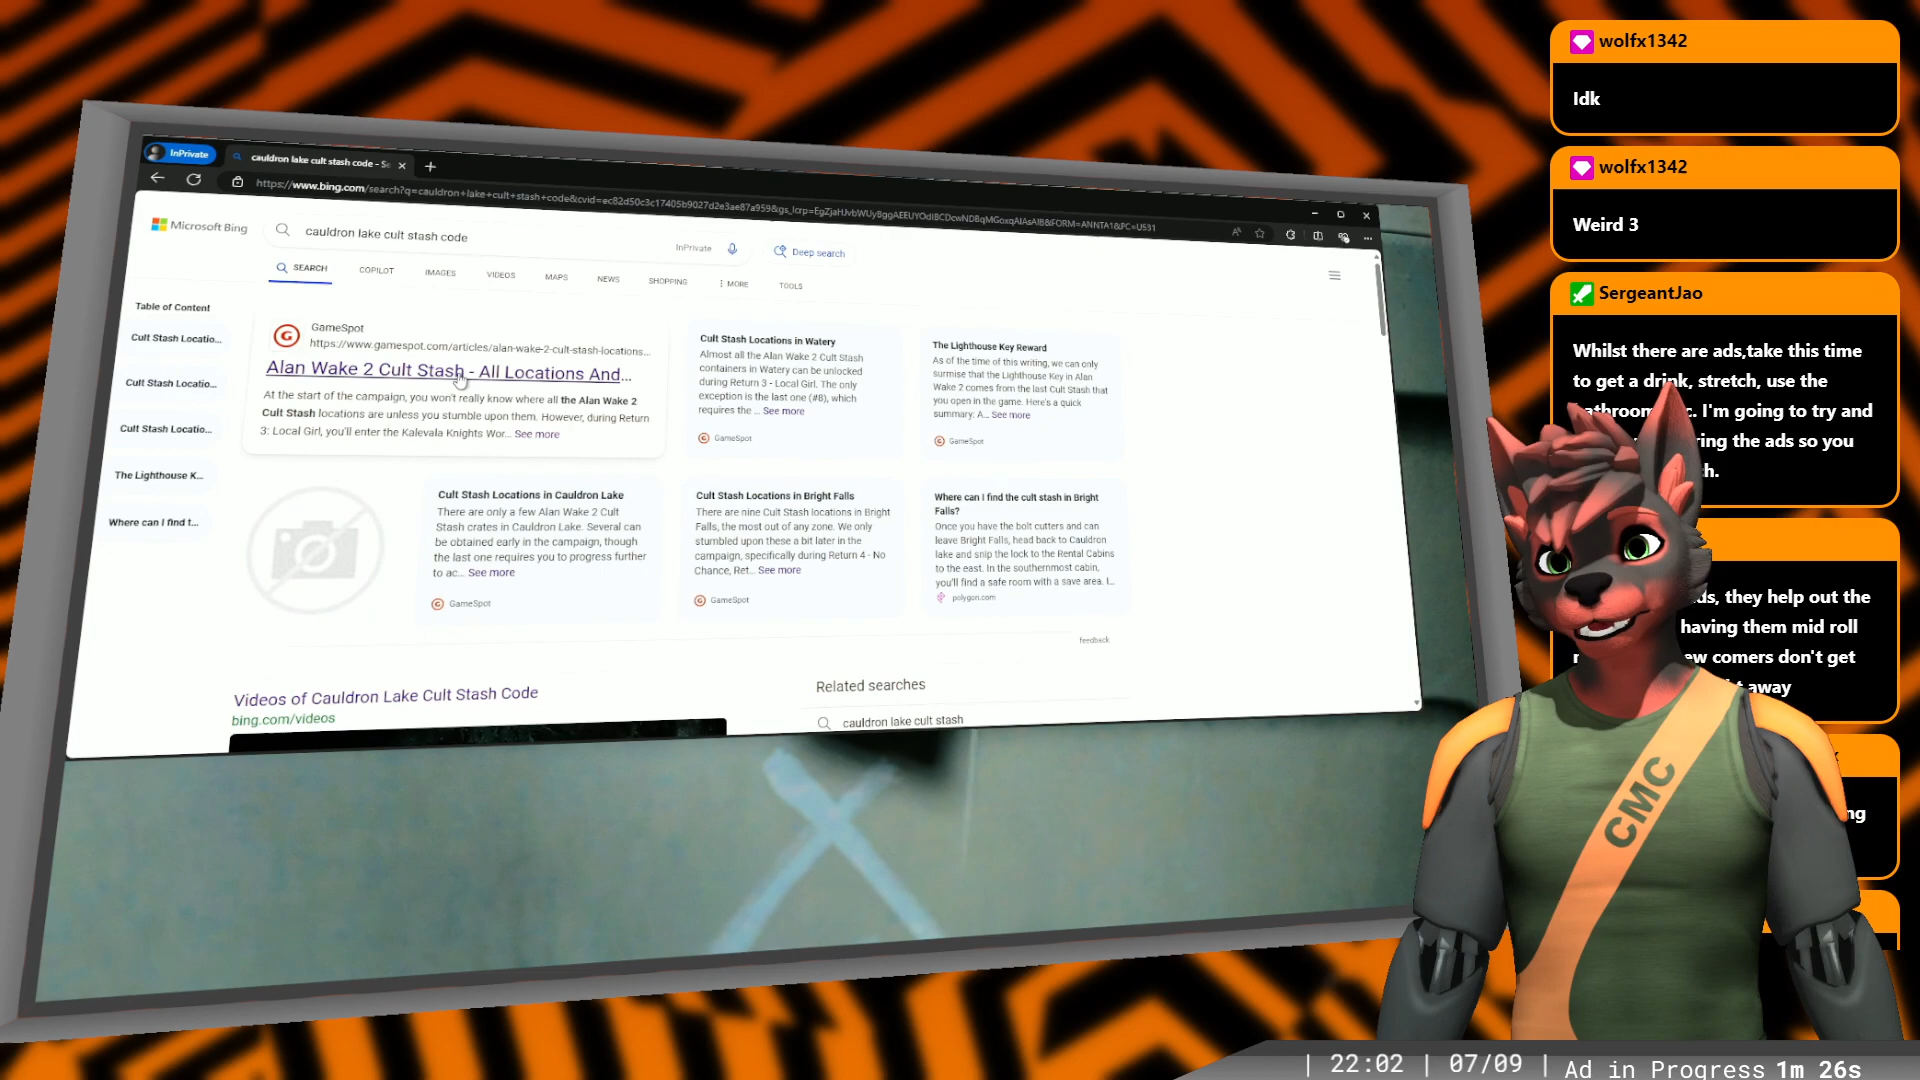 InPrivate
cauldron lake cult stash code - Se
https://www.bing.com/search?q=cauldron+lake+cult+stash+code&cvid=ec82d50c3c17405b9027d2e3ae87a959&gs_lcrp=
Microsoft Bing
cauldron lake cult stash code
InPrivate
Deep search
SEARCH
COPILOT
IMAGES
VIDEOS
MAPS
NEWS
SHOPPING
MORE
TOOLS
Table of Content
Cult Stash Locatio...
Cult Stash Locatio...
Cult Stash Locatio...
The Lighthouse K...
Where can I find t...
GameSpot
https://www.gamespot.com/articles/alan-wake-2-cult-stash-locations...
Alan Wake 2 Cult Stash - All Locations And...
At the start of the campaign, you won't really know where all the Alan Wake 2
Cult Stash locations are unless you stumble upon them. However, during Return
3: Local Girl, you'll enter the Kalevala Knights Wor... See more
Cult Stash Locations in Watery
Almost all the Alan Wake 2 Cult Stash
containers in Watery can be unlocked
during Return 3 - Local Girl. The only
exception is the last one (#8), which
requires the ... See more
GameSpot
The Lighthouse Key Reward
As of the time of this writing, we can only
surmise that the Lighthouse Key in Alan
Wake 2 comes from the last Cult Stash that
you open in the game. Here's a quick
summary: A... See more
GameSpot
Cult Stash Locations in Cauldron Lake
There are only a few Alan Wake 2 Cult
Stash crates in Cauldron Lake. Several can
be obtained early in the campaign, though
the last one requires you to progress further
to ac... See more
GameSpot
Cult Stash Locations in Bright Falls
There are nine Cult Stash locations in Bright
Falls, the most out of any zone. We only
stumbled upon these a bit later in the
campaign, specifically during Return 4 - No
Chance, Ret... See more
GameSpot
Where can I find the cult stash in Bright
Falls?
Once you have the bolt cutters and can
leave Bright Falls, head back to Cauldron
lake and snip the lock to the Rental Cabins
to the east. In the southernmost cabin,
you'll find a safe room with a save area. I...
polygon.com
feedback
Videos of Cauldron Lake Cult Stash Code
bing.com/videos
Related searches
cauldron lake cult stash
wolfx1342
Idk
wolfx1342
Weird 3
SergeantJao
Whilst there are ads,take this time
to get a drink, stretch, use the
c. I'm going to try and
ring the ads so you
h.
ds, they help out the
having them mid roll
ew comers don't get
t away
ng
CMC
| 22:02 | 07/09 | Ad in Progress 1m 26s